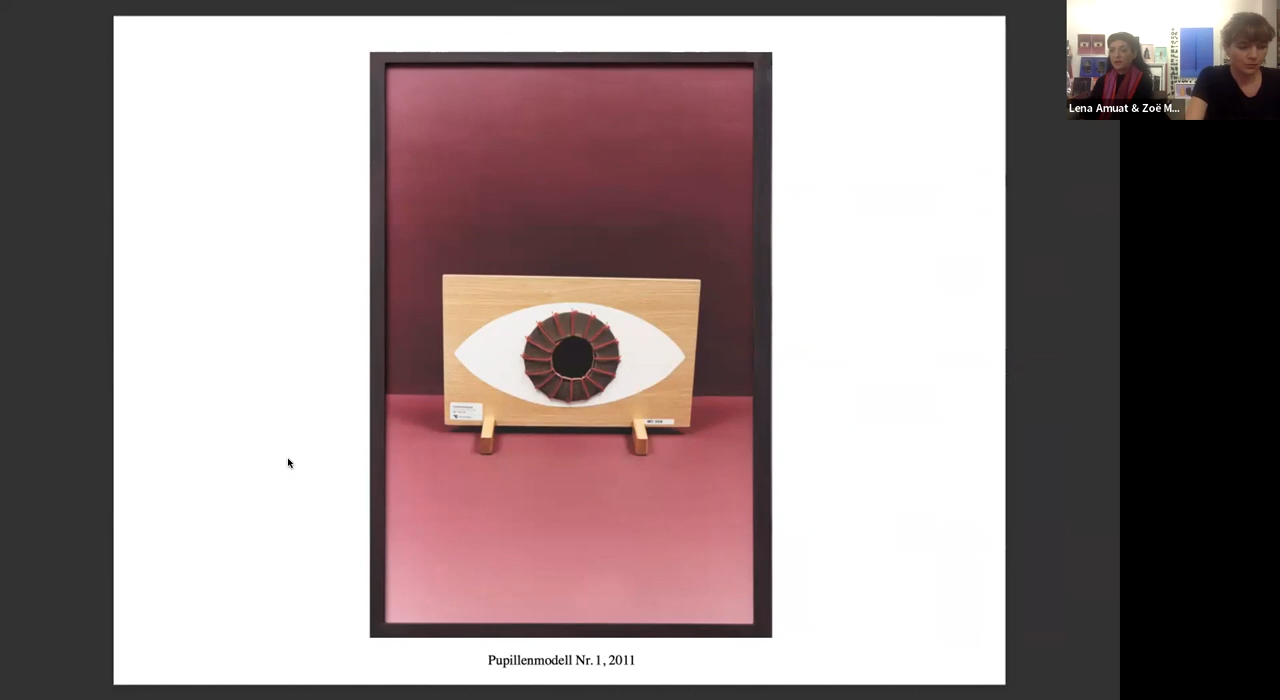 Lena Amuat & Zoë M...
Pupillenmodell Nr. 1, 2011